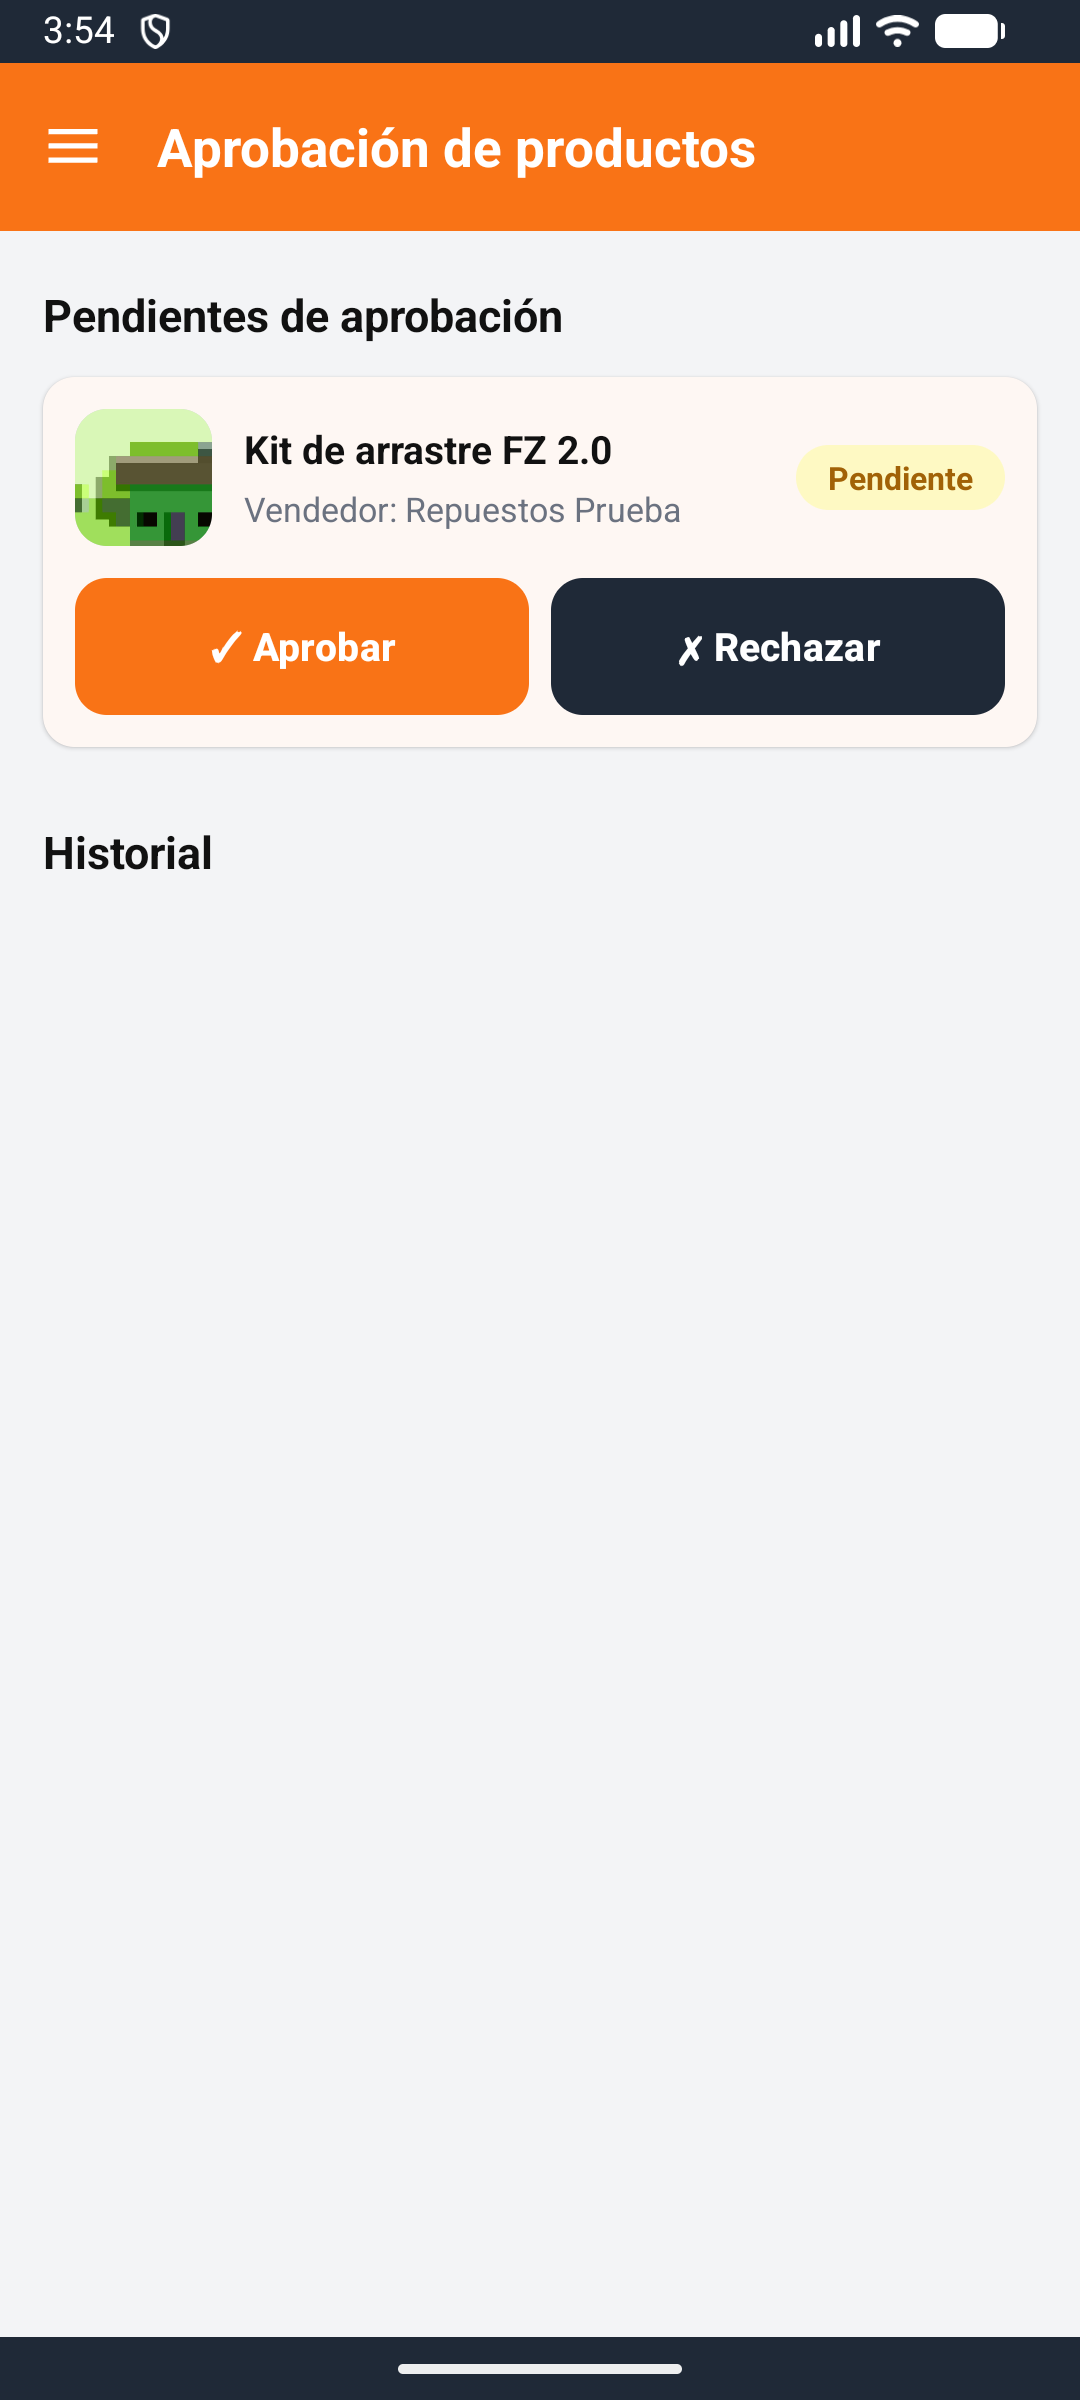 3:54
Aprobación de productos
Pendientes de aprobación
Kit de arrastre FZ 2.0
Vendedor: Repuestos Prueba
Pendiente
✓ Aprobar
✗ Rechazar
Historial